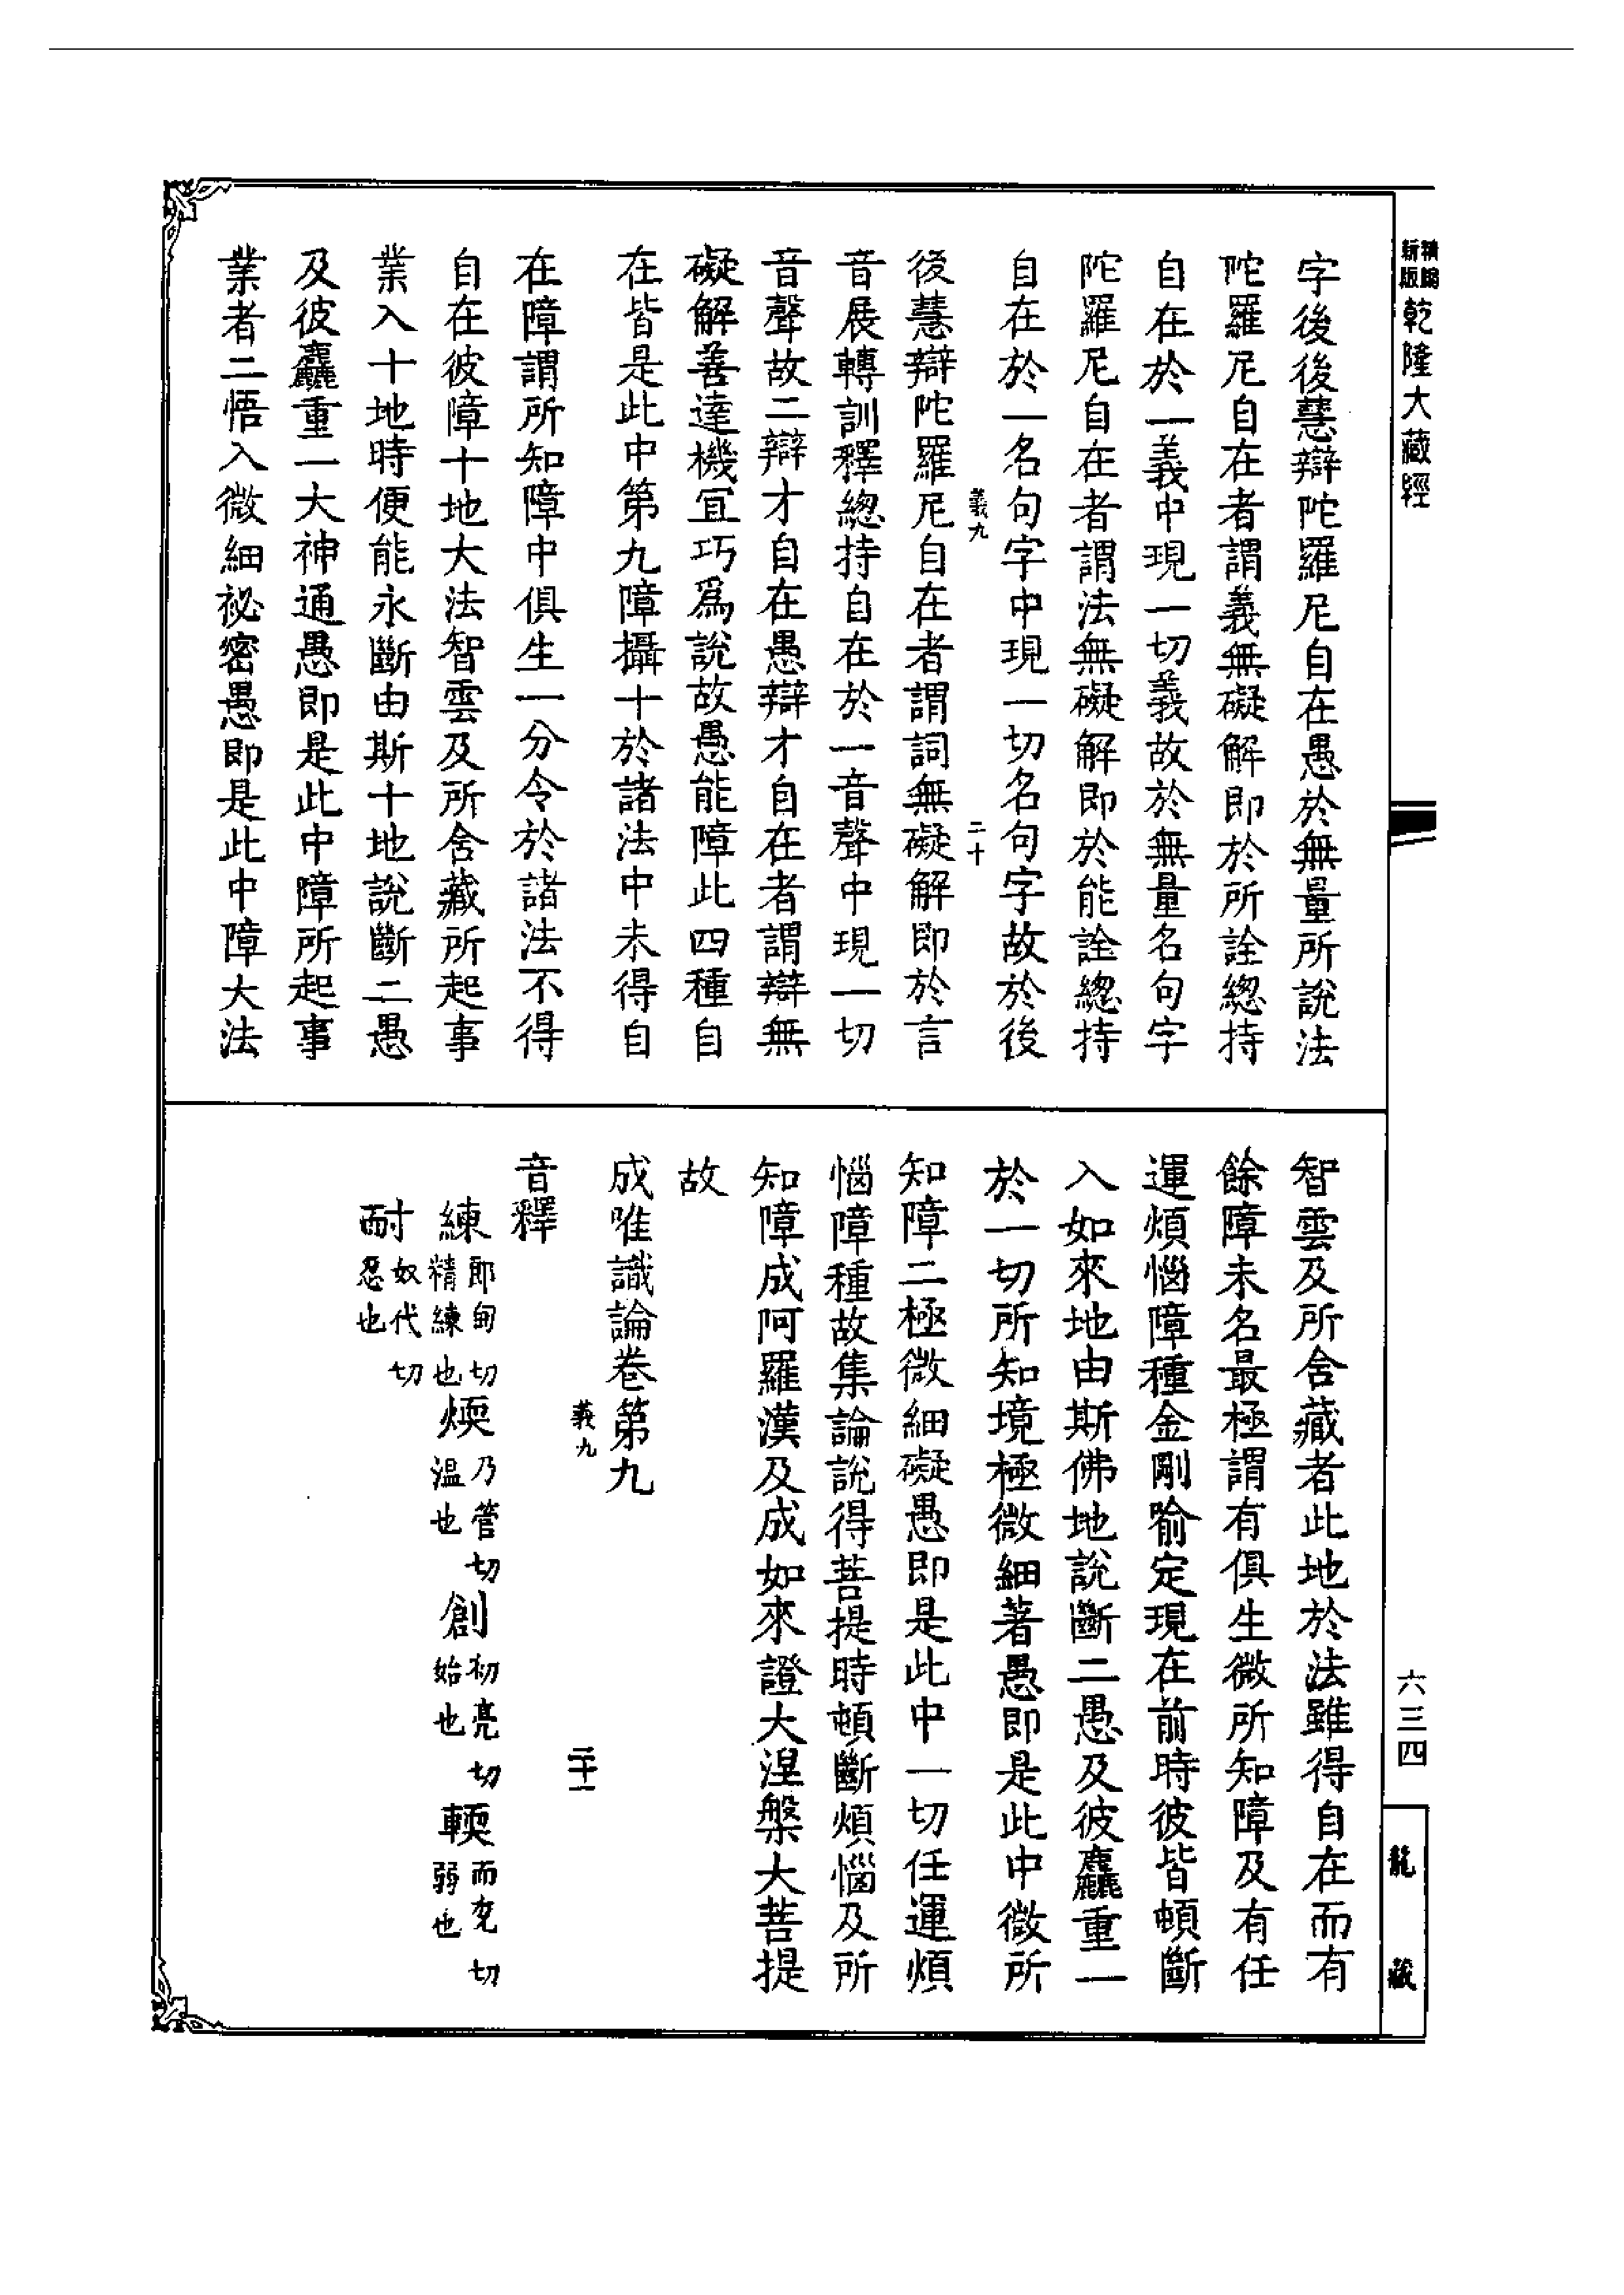 精編新版乾隆大藏經
字後後慧辯陀羅尼自在愚於無量所說法
陀羅尼自在者謂義無礙解即於所詮總持
自在於一義中現一切義故於無量名句字
陀羅尼自在者謂法無礙解即於能詮總持
自在於一名句字中現一切名句字故於後
義九 二十
後慧辯陀羅尼自在者謂詞無礙解即於言
音展轉訓釋總持自在於一音聲中現一切
音聲故二辯才自在愚辯才自在者謂辯無
礙解善達機宜巧爲說故愚能障此四種自
在皆是此中第九障攝十於諸法中未得自
在障謂所知障中俱生一分令於諸法不得
自在彼障十地大法智雲及所含藏所起事
業入十地時便能永斷由斯十地說斷二愚
及彼麤重一大神通愚即是此中障所起事
業者二悟入微細祕密愚即是此中障大法
智雲及所含藏者此地於法雖得自在而有
餘障未名最極謂有俱生微所知障及有任
運煩惱障種金剛喻定現在前時彼皆頓斷
入如來地由斯佛地說斷二愚及彼麤重一
於一切所知境極微細著愚即是此中微所
知障二極微細礙愚即是此中一切任運煩
惱障種故集論說得菩提時頓斷煩惱及所
知障成阿羅漢及成如來證大涅槃大菩提
故
成唯識論卷第九
義九 二十一
音釋
練郎甸切精練也煗乃管切溫也創初亮切始也輭而兖切弱也
耐奴代切忍也
六三四
龍藏